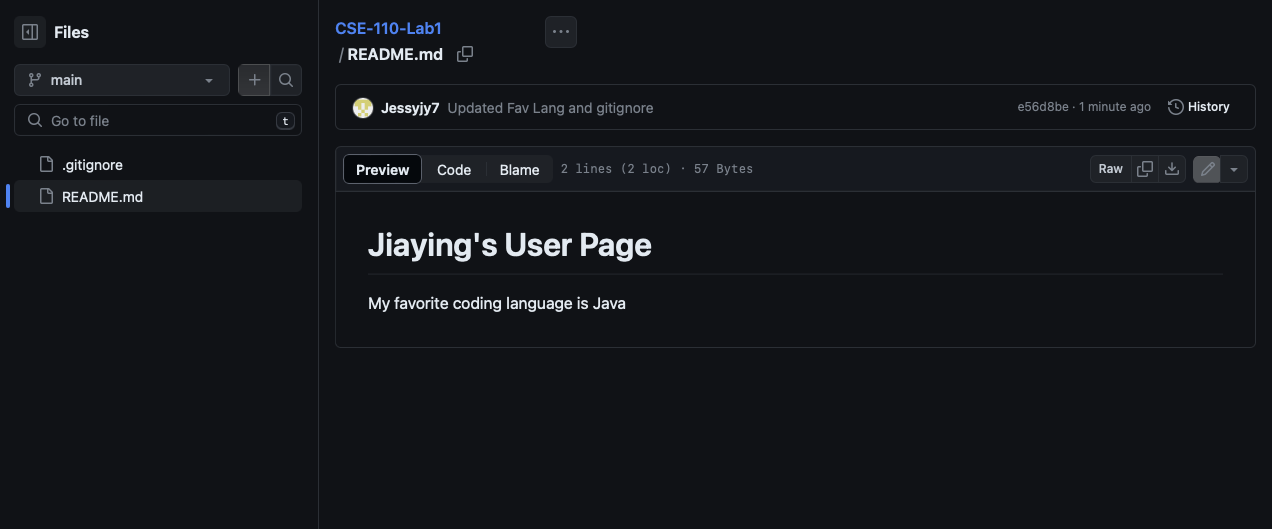 Files
main
Go to file
t
.gitignore
README.md
CSE-110-Lab1
/README.md
Jessyjy7 Updated Fav Lang and gitignore
e56d8be · 1 minute ago
History
Preview
Code
Blame
2 lines (2 loc) · 57 Bytes
Raw
Jiaying's User Page
My favorite coding language is Java